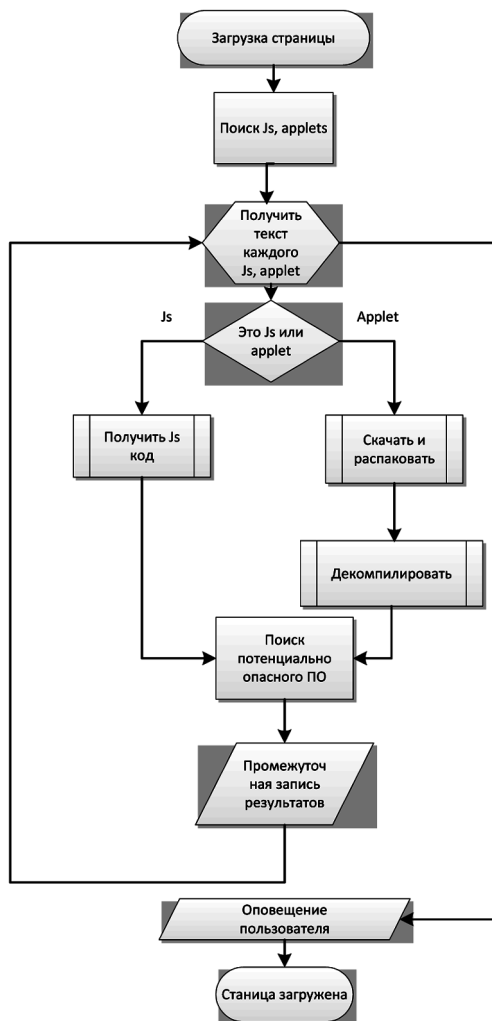 Загрузка страницы
Поиск Js, applets
Получить
текст
каждого
Js, applet
Js
Applet
Это Js или
applet
Получить Js
код
Скачать и
распаковать
Декомпилировать
Поиск
потенциально
опасного ПО
Промежуточ
ная запись
результатов
Оповещение
пользователя
Станица загружена